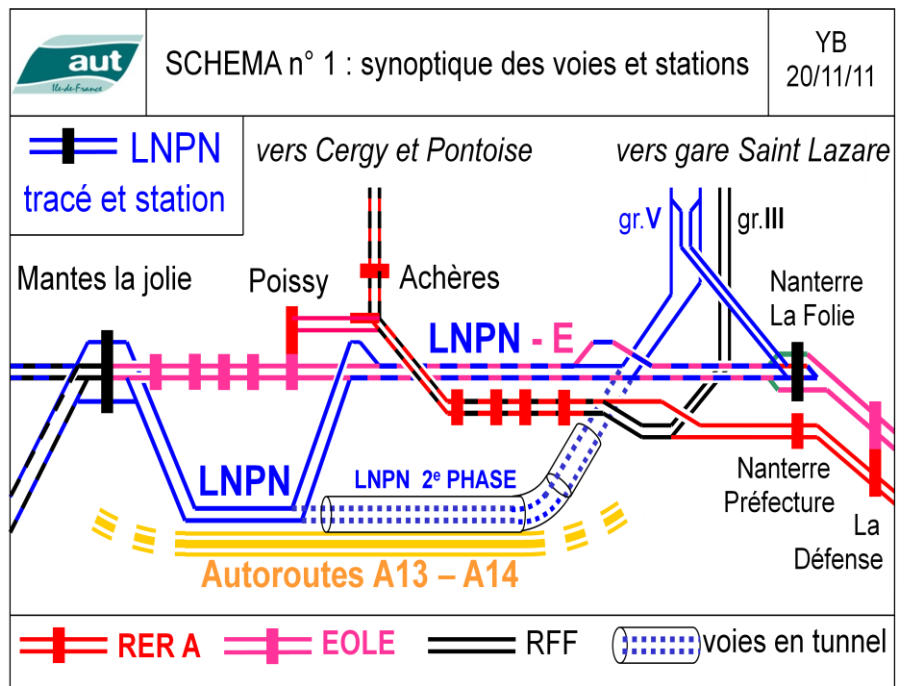 aut
Ile-de-France
SCHEMA n° 1 : synoptique des voies et stations
YB
20/11/11
LNPN
tracé et station
vers Cergy et Pontoise
vers gare Saint Lazare
gr.V
gr.III
Mantes la jolie
Poissy
Achères
Nanterre
La Folie
LNPN - E
LNPN
LNPN 2e PHASE
Nanterre
Préfecture
La
Défense
Autoroutes A13 – A14
RER A
EOLE
RFF
voies en tunnel